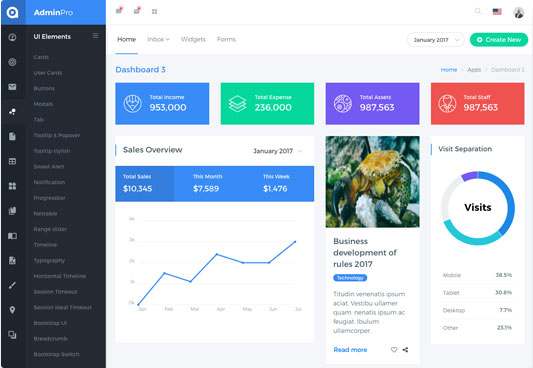 AdminPro
UI Elements
Cards
User Cards
Buttons
Modals
Tab
Tooltip & Popover
Tooltip stylish
Sweet Alert
Notification
Progressbar
Nestable
Range slider
Timeline
Typography
Horizontal Timeline
Session Timeout
Session Ideal Timeout
Bootstrap UI
Breadcrumb
Bootstrap Switch
Home
Inbox
Widgets
Forms
January 2017
Create New
Dashboard 3
Home
Apps
Dashboard 3
Total Income
953,000
Total Expense
236,000
Total Assets
987,563
Total Staff
987,563
Sales Overview
January 2017
Total Sales
$10,345
This Month
$7,589
This Week
$1,476
4k
3k
2k
1k
0k
Jan
Feb
Mar
Apr
May
Jun
Jul
Business
development of
rules 2017
Technology
Titudin venenatis ipsum
aciat. Vestibu ullamer
quam. nenatis ipsum ac
feugiat. Ibulum
ullamcorper.
Read more
Visit Separation
Visits
Mobile 38.5%
Tablet 30.8%
Desktop 7.7%
Other 23.1%